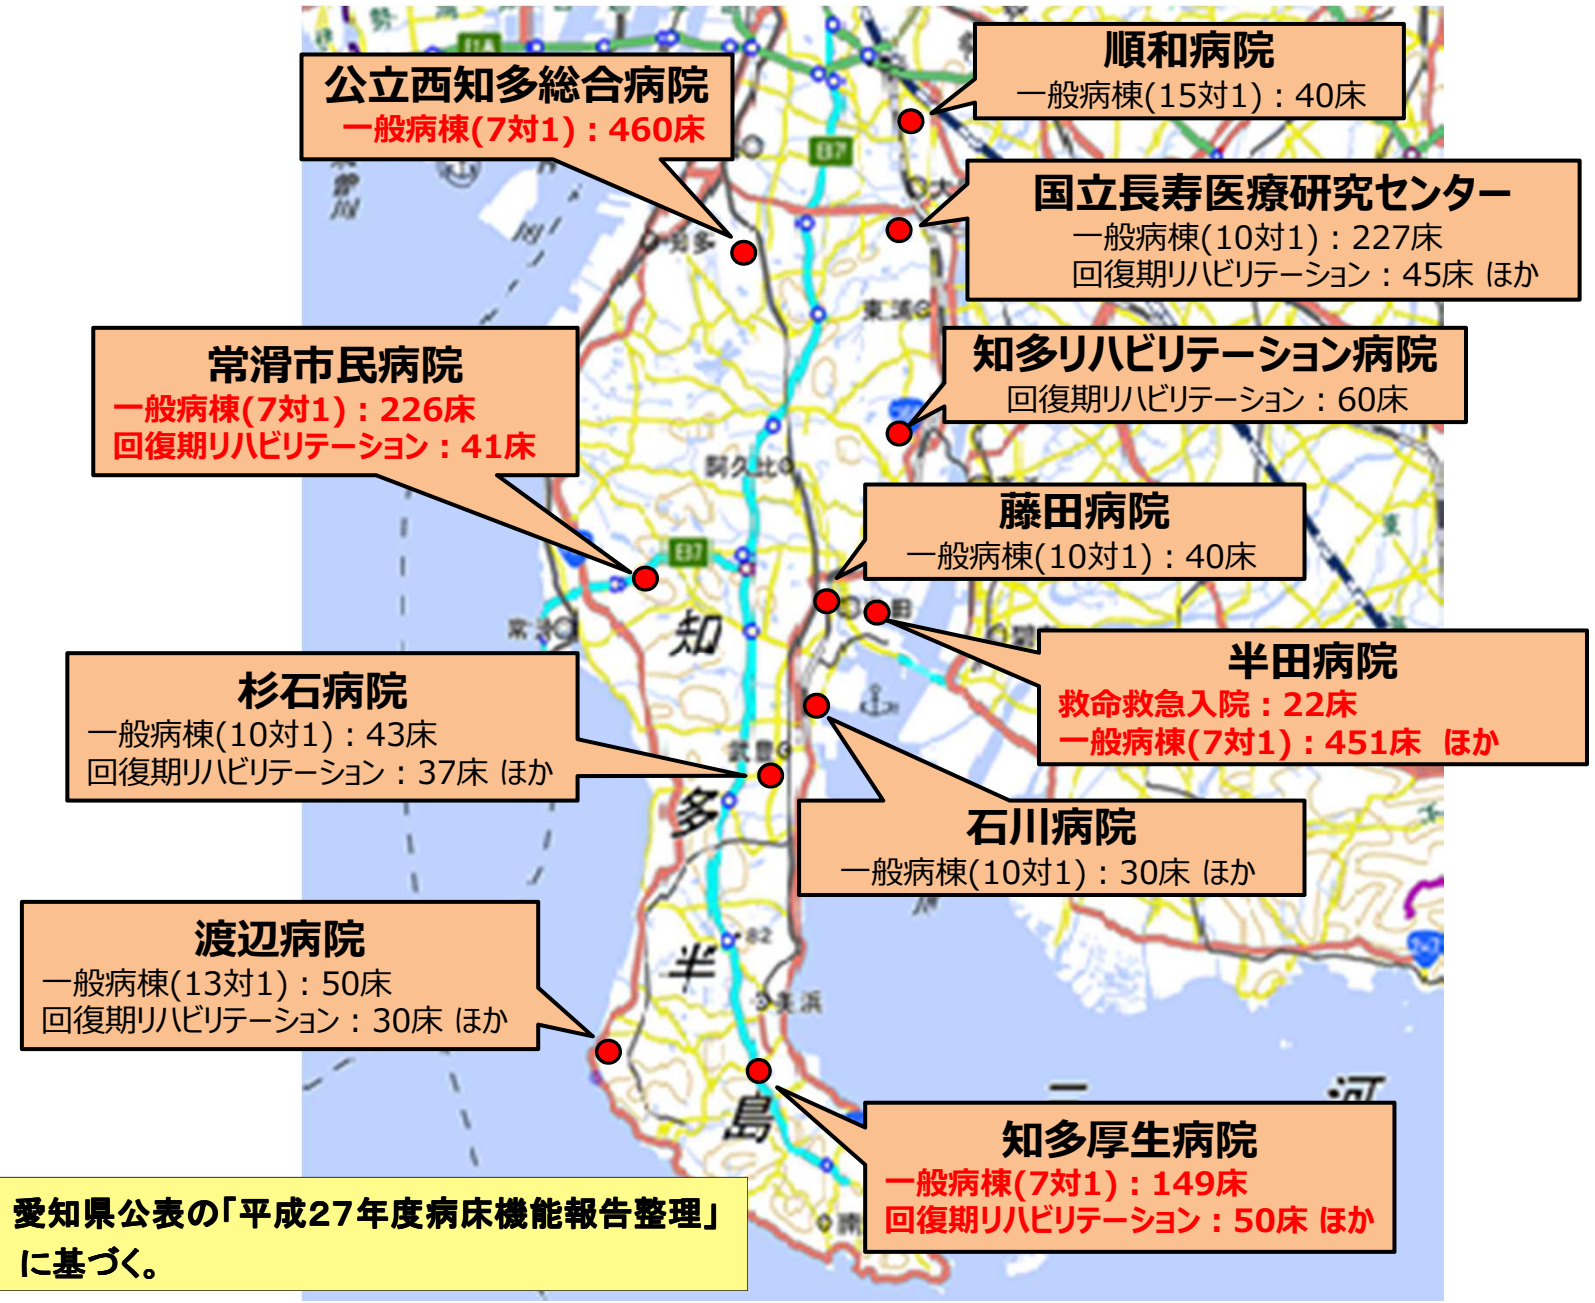 順和病院
一般病棟(15対1)：40床
公立西知多総合病院
一般病棟(7対1)：460床
国立長寿医療研究センター
一般病棟(10対1)：227床
回復期リハビリテーション：45床 ほか
常滑市民病院
一般病棟(7対1)：226床
回復期リハビリテーション：41床
知多リハビリテーション病院
回復期リハビリテーション：60床
藤田病院
一般病棟(10対1)：40床
半田病院
救命救急入院：22床
一般病棟(7対1)：451床 ほか
杉石病院
一般病棟(10対1)：43床
回復期リハビリテーション：37床 ほか
石川病院
一般病棟(10対1)：30床 ほか
渡辺病院
一般病棟(13対1)：50床
回復期リハビリテーション：30床 ほか
知多厚生病院
一般病棟(7対1)：149床
回復期リハビリテーション：50床 ほか
愛知県公表の「平成27年度病床機能報告整理」
に基づく。
知
多
半
島
知多
阿久比
武豊
美浜
82
河